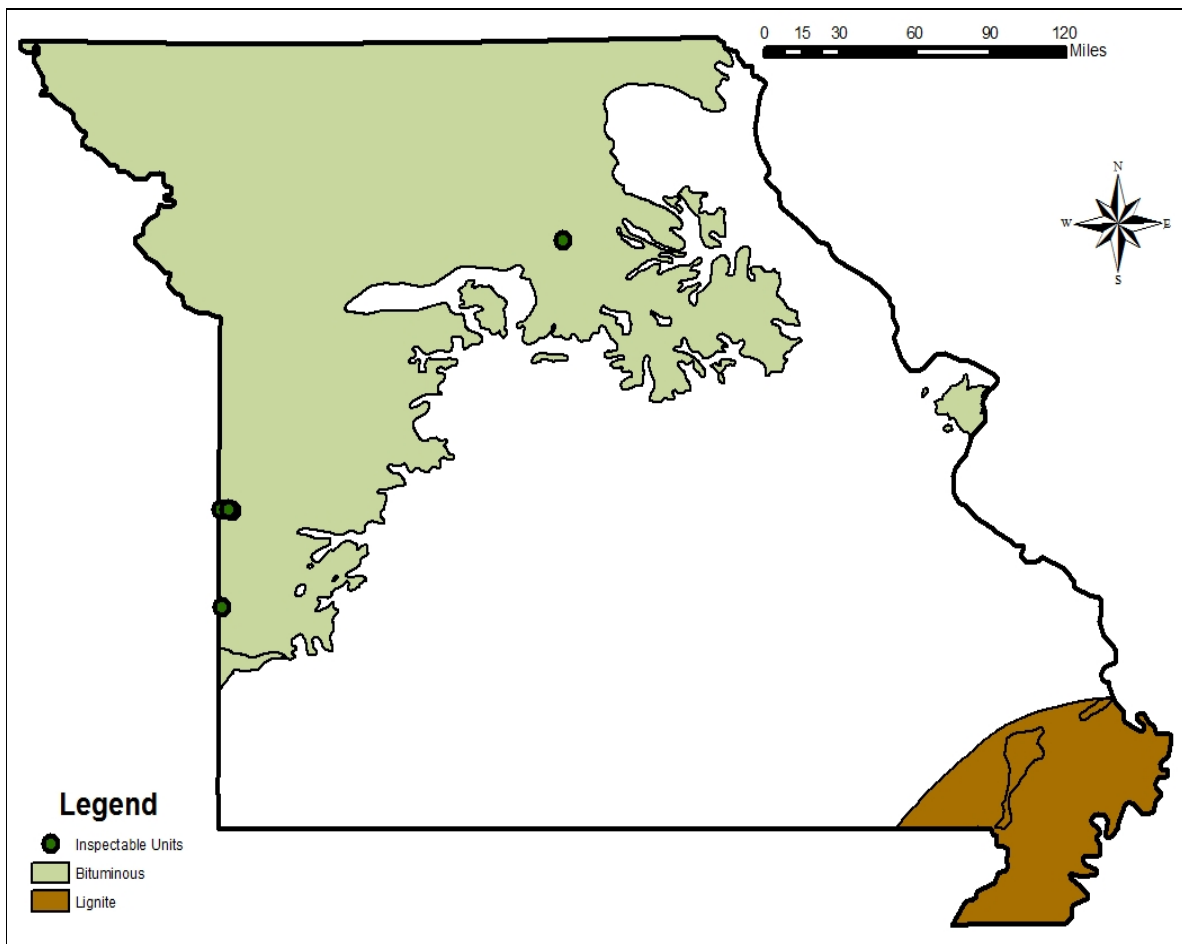 0 15 30 60 90 120
Miles
N
W E
S
Legend
Inspectable Units
Bituminous
Lignite